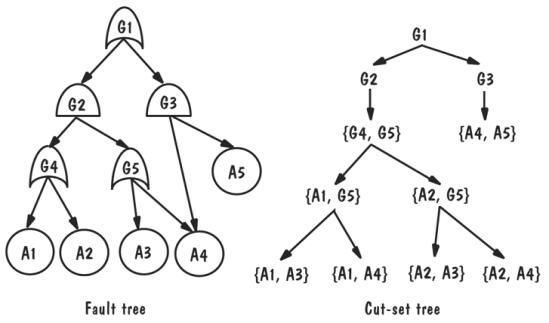 G1
G2 G3
G4 G5 A5
A1 A2 A3 A4
Fault tree
G1
G2 G3
{G4, G5} {A4, A5}
{A1, G5} {A2, G5}
{A1, A3} {A1, A4} {A2, A3} {A2, A4}
Cut-set tree